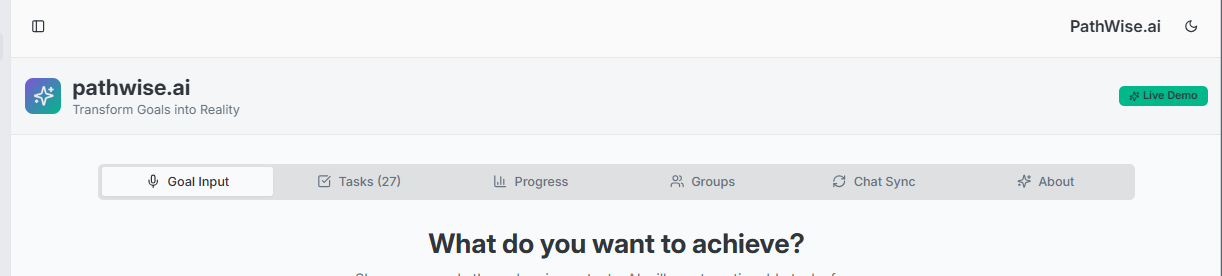 PathWise.ai
pathwise.ai
Transform Goals into Reality
Live Demo
Goal Input
Tasks (27)
Progress
Groups
Chat Sync
About
What do you want to achieve?